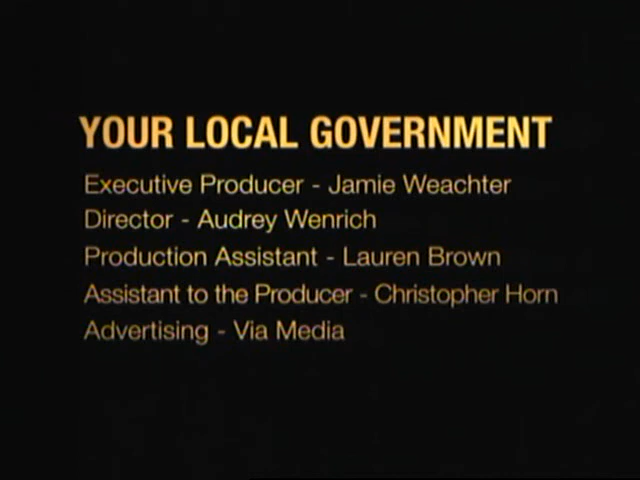 YOUR LOCAL GOVERNMENT
Executive Producer - Jamie Weachter
Director - Audrey Wenrich
Production Assistant - Lauren Brown
Assistant to the Producer - Christopher Horn
Advertising - Via Media